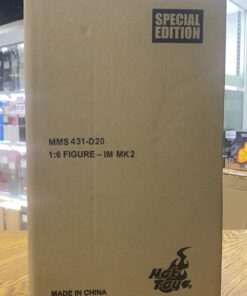 SPECIAL
EDITION
MMS 431-D20
1:6 FIGURE – IM MK2
Hot
Toys
MADE IN CHINA